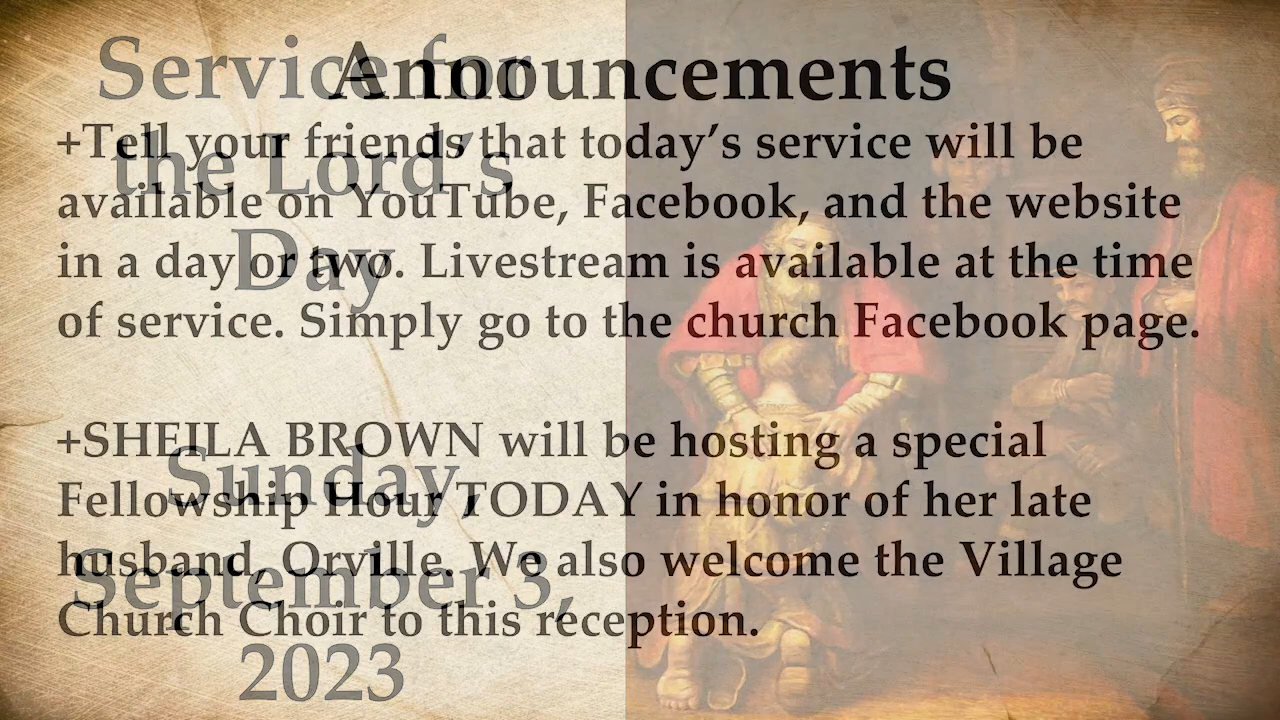 Service for
the Lord's
Day
Sunday,
September 3,
2023
Announcements
+Tell your friends that today’s service will be
available on YouTube, Facebook, and the website
in a day or two. Livestream is available at the time
of service. Simply go to the church Facebook page.
+SHEILA BROWN will be hosting a special
Fellowship Hour TODAY in honor of her late
husband, Orville. We also welcome the Village
Church Choir to this reception.